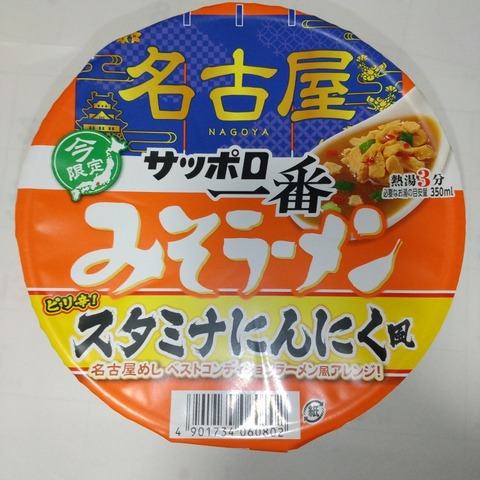 名古屋
NAGOYA
今
限定
サッポロ
一番
熱湯3分
必要なお湯の目安量 350ml
みそラーメン
ピリ辛!
スタミナにんにく風
名古屋めし ベストコンディションラーメン風アレンジ!
紙
4 901734 060802